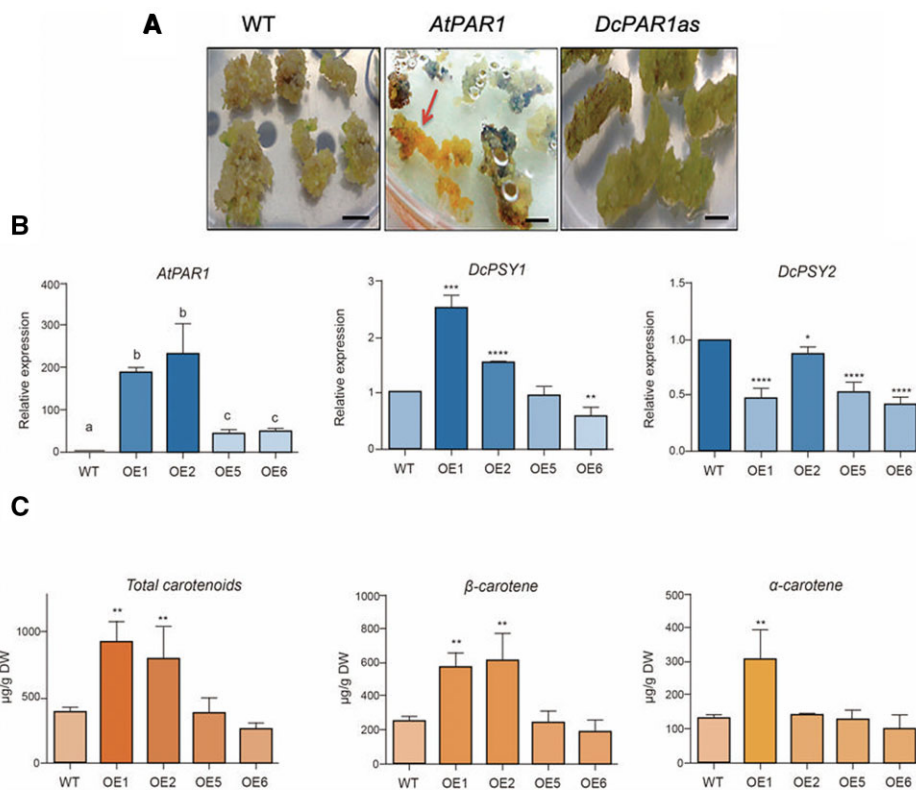 A WT AtPAR1 DcPAR1as
B
AtPAR1
Relative expression
400
300
200
100
0
a b b c c
WT OE1 OE2 OE5 OE6
DcPSY1
Relative expression
3
2
1
0
*** **** **
WT OE1 OE2 OE5 OE6
DcPSY2
Relative expression
1.5
1.0
0.5
0.0
**** * **** ****
WT OE1 OE2 OE5 OE6
C
Total carotenoids
µg/g DW
1000
500
0
** **
WT OE1 OE2 OE5 OE6
β-carotene
µg/g DW
1000
800
600
400
200
0
** **
WT OE1 OE2 OE5 OE6
α-carotene
µg/g DW
500
400
300
200
100
0
**
WT OE1 OE2 OE5 OE6